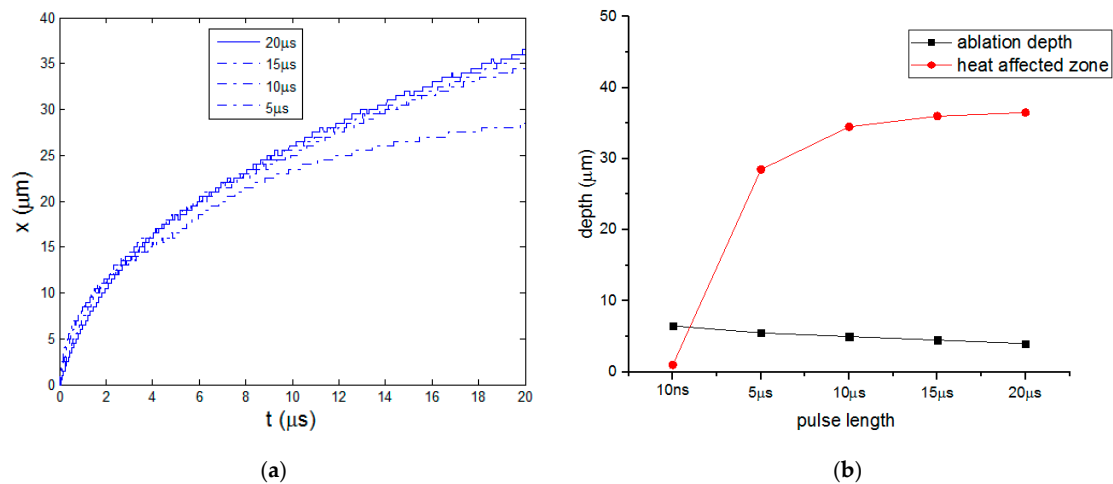 40
35
30
25
20
15
10
5
0
x (μm)
20μs
15μs
10μs
5μs
0 2 4 6 8 10 12 14 16 18 20
t (μs)
(a)
50
40
30
20
10
0
depth (μm)
ablation depth
heat affected zone
10ns 5μs 10μs 15μs 20μs
pulse length
(b)